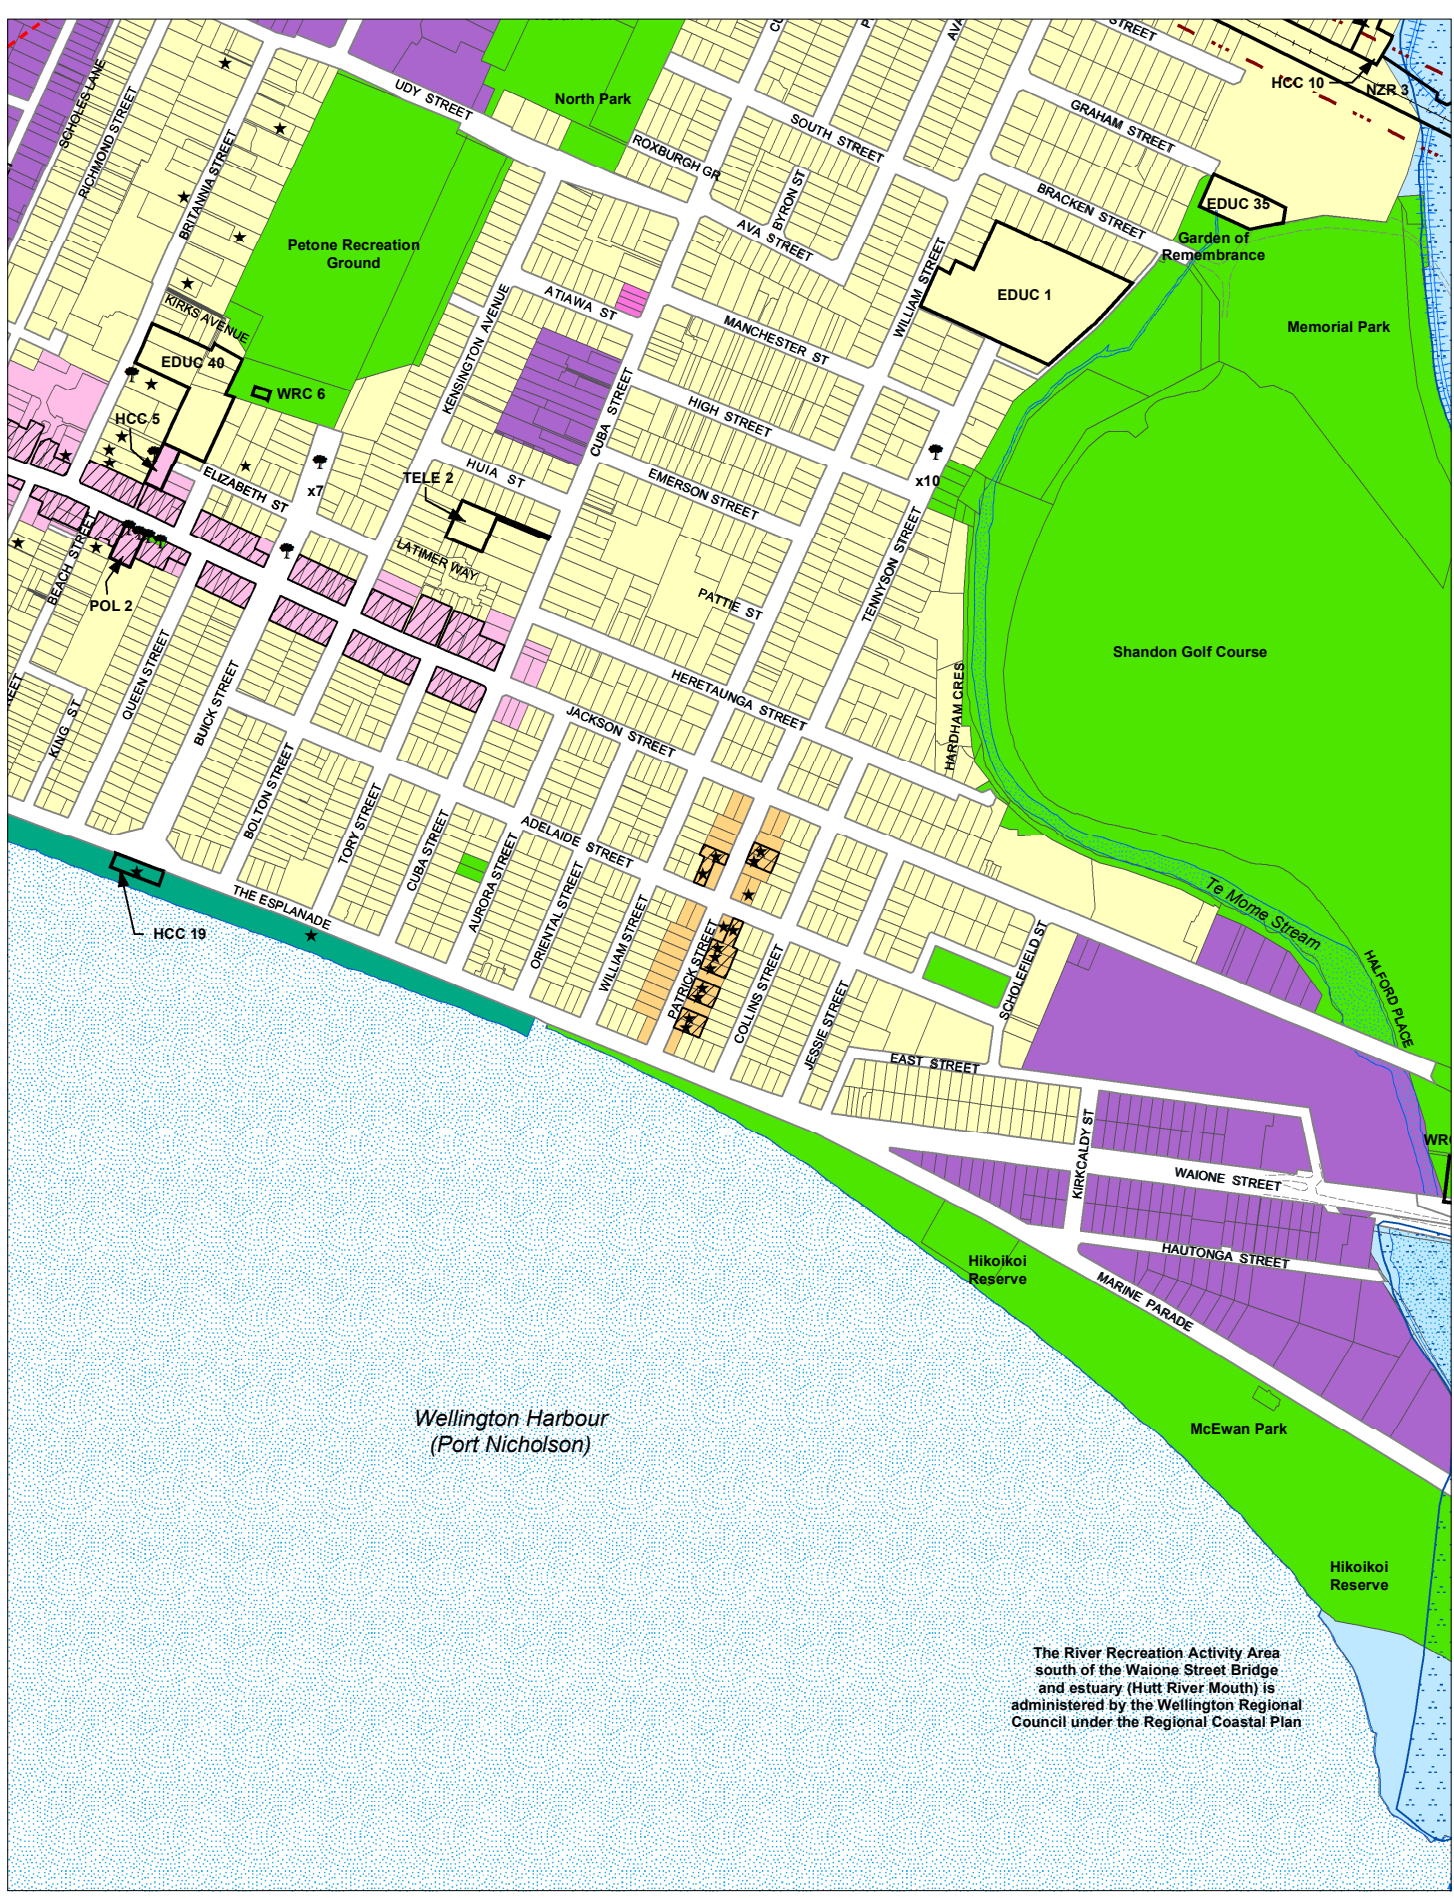 North Park
STREET
HCC 10
NZR 3
SCHOLES LANE
UDY STREET
North Park
GRAHAM STREET
RICHMOND STREET
SOUTH STREET
ROXBURGH GR
BRITANNIA STREET
BYRON ST
BRACKEN STREET
EDUC 35
AVA STREET
Garden of
Remembrance
Petone Recreation
Ground
WILLIAM STREET
EDUC 1
ATIAWA ST
KIRKS AVENUE
KENSINGTON AVENUE
MANCHESTER ST
Memorial Park
EDUC 40
WRC 6
CUBA STREET
HIGH STREET
HCC 5
ELIZABETH ST
x7
HUIA ST
TELE 2
EMERSON STREET
x10
BEACH STREET
LATIMER WAY
TENNYSON STREET
POL 2
PATTIE ST
Shandon Golf Course
QUEEN STREET
BUICK STREET
HERETAUNGA STREET
HARDHAM CRES
KING ST
JACKSON STREET
BOLTON STREET
TORY STREET
CUBA STREET
ADELAIDE STREET
AURORA STREET
ORIENTAL STREET
THE ESPLANADE
HCC 19
WILLIAM STREET
PATRICK STREET
COLLINS STREET
JESSIE STREET
SCHOLEFIELD ST
Te Mome Stream
HALFORD PLACE
EAST STREET
KIRKCALDY ST
WAIONE STREET
HAUTONGA STREET
Hikoikoi
Reserve
MARINE PARADE
Wellington Harbour
(Port Nicholson)
McEwan Park
Hikoikoi
Reserve
The River Recreation Activity Area
south of the Waione Street Bridge
and estuary (Hutt River Mouth) is
administered by the Wellington Regional
Council under the Regional Coastal Plan